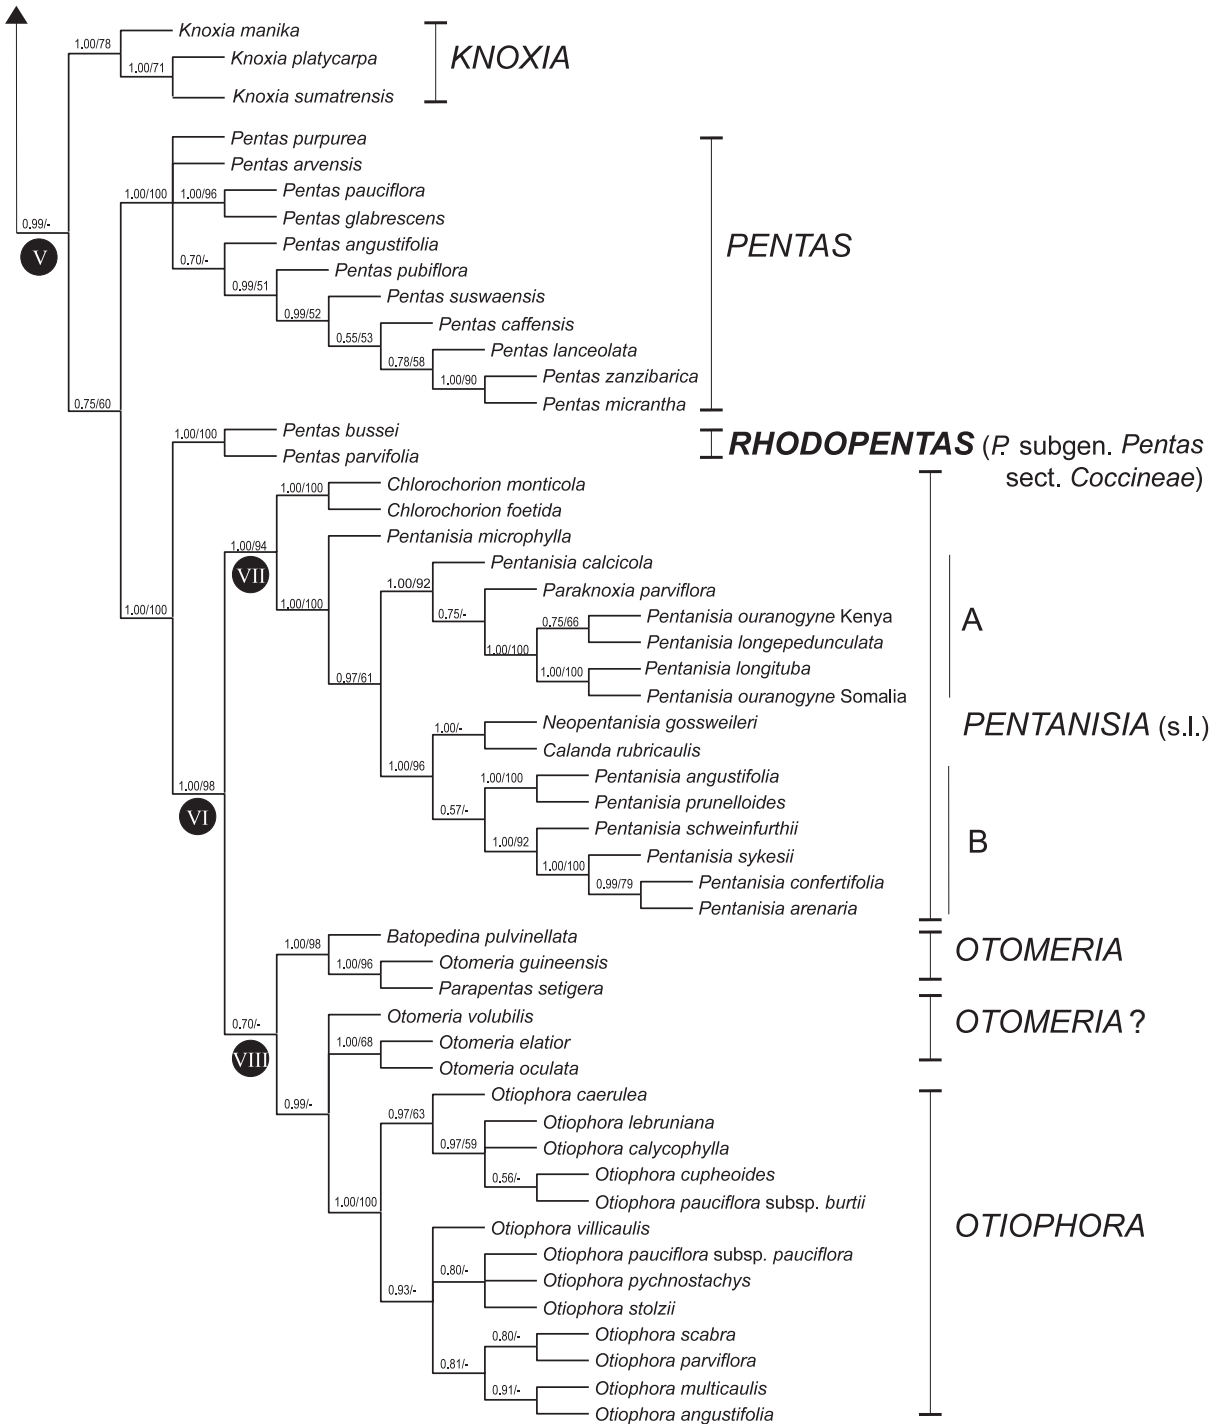 1.00/78
Knoxia manika
1.00/71
Knoxia platycarpa
Knoxia sumatrensis
KNOXIA
0.99/-
V
1.00/100
Pentas purpurea
Pentas arvensis
1.00/96
Pentas pauciflora
Pentas glabrescens
0.70/-
Pentas angustifolia
0.99/51
Pentas pubiflora
0.99/52
Pentas suswaensis
0.55/53
Pentas caffensis
0.78/58
Pentas lanceolata
1.00/90
Pentas zanzibarica
Pentas micrantha
PENTAS
0.75/60
1.00/100
Pentas bussei
Pentas parvifolia
RHODOPENTAS (P. subgen. Pentas
sect. Coccineae)
1.00/100
Chlorochorion monticola
Chlorochorion foetida
1.00/94
VII
Pentanisia microphylla
1.00/100
1.00/92
Pentanisia calcicola
0.75/-
Paraknoxia parviflora
0.75/66
Pentanisia ouranogyne Kenya
Pentanisia longepedunculata
1.00/100
1.00/100
Pentanisia longituba
Pentanisia ouranogyne Somalia
A
1.00/100
0.97/61
1.00/-
Neopentanisia gossweileri
Calanda rubricaulis
PENTANISIA (s.l.)
1.00/96
1.00/100
Pentanisia angustifolia
Pentanisia prunelloides
0.57/-
1.00/92
Pentanisia schweinfurthii
1.00/100
Pentanisia sykesii
0.99/79
Pentanisia confertifolia
Pentanisia arenaria
B
1.00/98
VI
1.00/98
Batopedina pulvinellata
1.00/96
Otomeria guineensis
Parapentas setigera
OTOMERIA
0.70/-
VIII
Otomeria volubilis
1.00/68
Otomeria elatior
Otomeria oculata
OTOMERIA ?
0.99/-
0.97/63
Otiophora caerulea
0.97/59
Otiophora lebruniana
Otiophora calycophylla
0.56/-
Otiophora cupheoides
Otiophora pauciflora subsp. burtii
1.00/100
Otiophora villicaulis
OTIOPHORA
0.93/-
0.80/-
Otiophora pauciflora subsp. pauciflora
Otiophora pychnostachys
Otiophora stolzii
0.81/-
0.80/-
Otiophora scabra
Otiophora parviflora
0.91/-
Otiophora multicaulis
Otiophora angustifolia